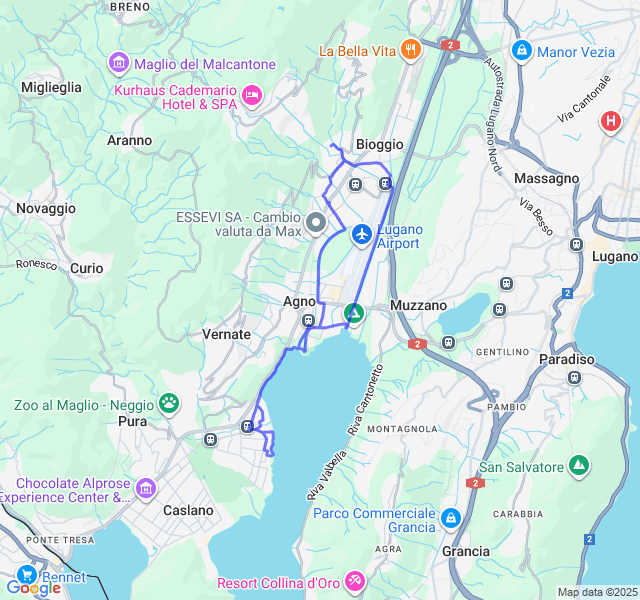 BRENO
La Bella Vita
2
Manor Vezia
Maglio del Malcantone
Autostrada Lugano Nord
Miglieglia
Kurhaus Cademario
Hotel & SPA
Via Cantonale
H
Aranno
Bioggio
Massagno
Novaggio
Via Besso
ESSEVI SA - Cambio
valuta da Max
Lugano
Airport
Ronesco
Curio
Lugano
2
Agno
Muzzano
Vernate
2
GENTILINO
Paradiso
Riva Cantonetto
Zoo al Maglio - Neggio
Pura
PAMBIO
MONTAGNOLA
San Salvatore
Riva Valbella
2
Chocolate Alprose
Experience Center &...
Caslano
Parco Commerciale
Grancia
CARABBIA
PONTE TRESA
AGRA
Grancia
2
Bennet
Resort Collina d'Oro
Google
Map data ©2025